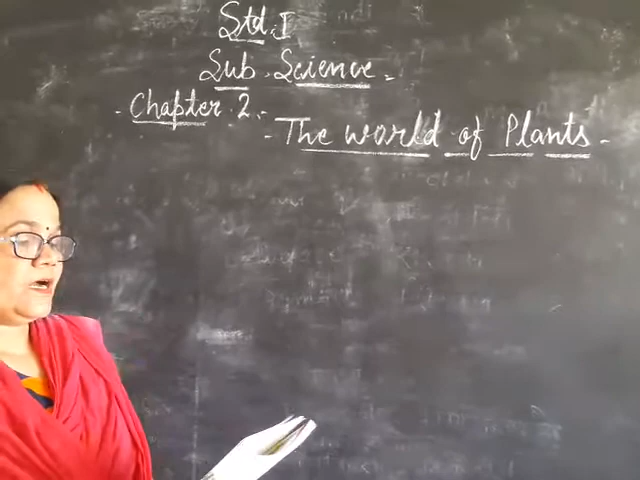 Std. I
Sub. Science.
Chapter 2.
The world of Plants.